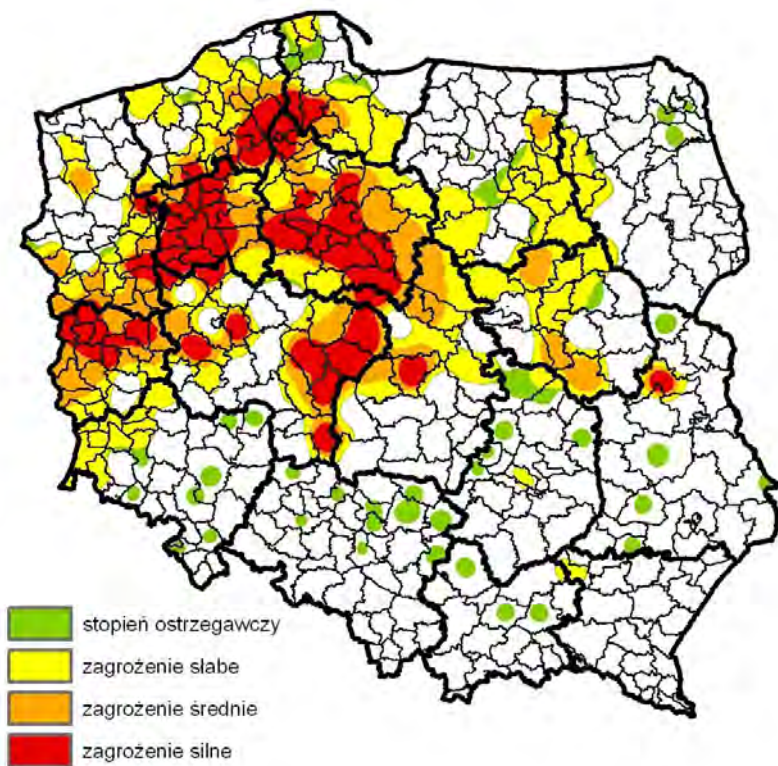 stopień ostrzegawczy
zagrożenie słabe
zagrożenie średnie
zagrożenie silne